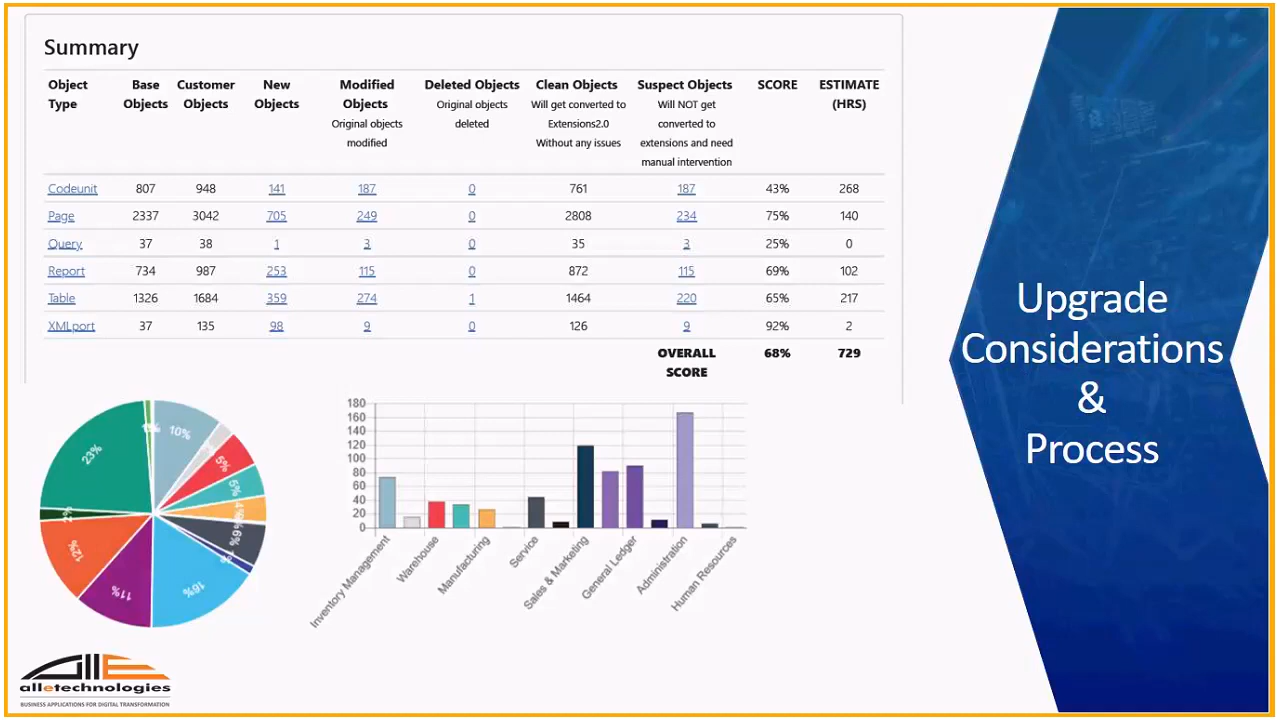 Summary
Object Type Base Objects Customer Objects New Objects Modified Objects Original objects modified Deleted Objects Original objects deleted Clean Objects Will get converted to Extensions2.0 Without any issues Suspect Objects Will NOT get converted to extensions and need manual intervention SCORE ESTIMATE (HRS)
Codeunit 807 948 141 187 0 761 187 43% 268
Page 2337 3042 705 249 0 2808 234 75% 140
Query 37 38 1 3 0 35 3 25% 0
Report 734 987 253 115 0 872 115 69% 102
Table 1326 1684 359 274 1 1464 220 65% 217
XMLport 37 135 98 9 0 126 9 92% 2
OVERALL SCORE 68% 729
10%
5%
5%
4%
6%
16%
11%
12%
2%
23%
180
160
140
120
100
80
60
40
20
0
Inventory Management
Warehouse
Manufacturing
Service
Sales & Marketing
General Ledger
Administration
Human Resources
Upgrade
Considerations
&
Process
alletechnologies
BUSINESS APPLICATIONS FOR DIGITAL TRANSFORMATION